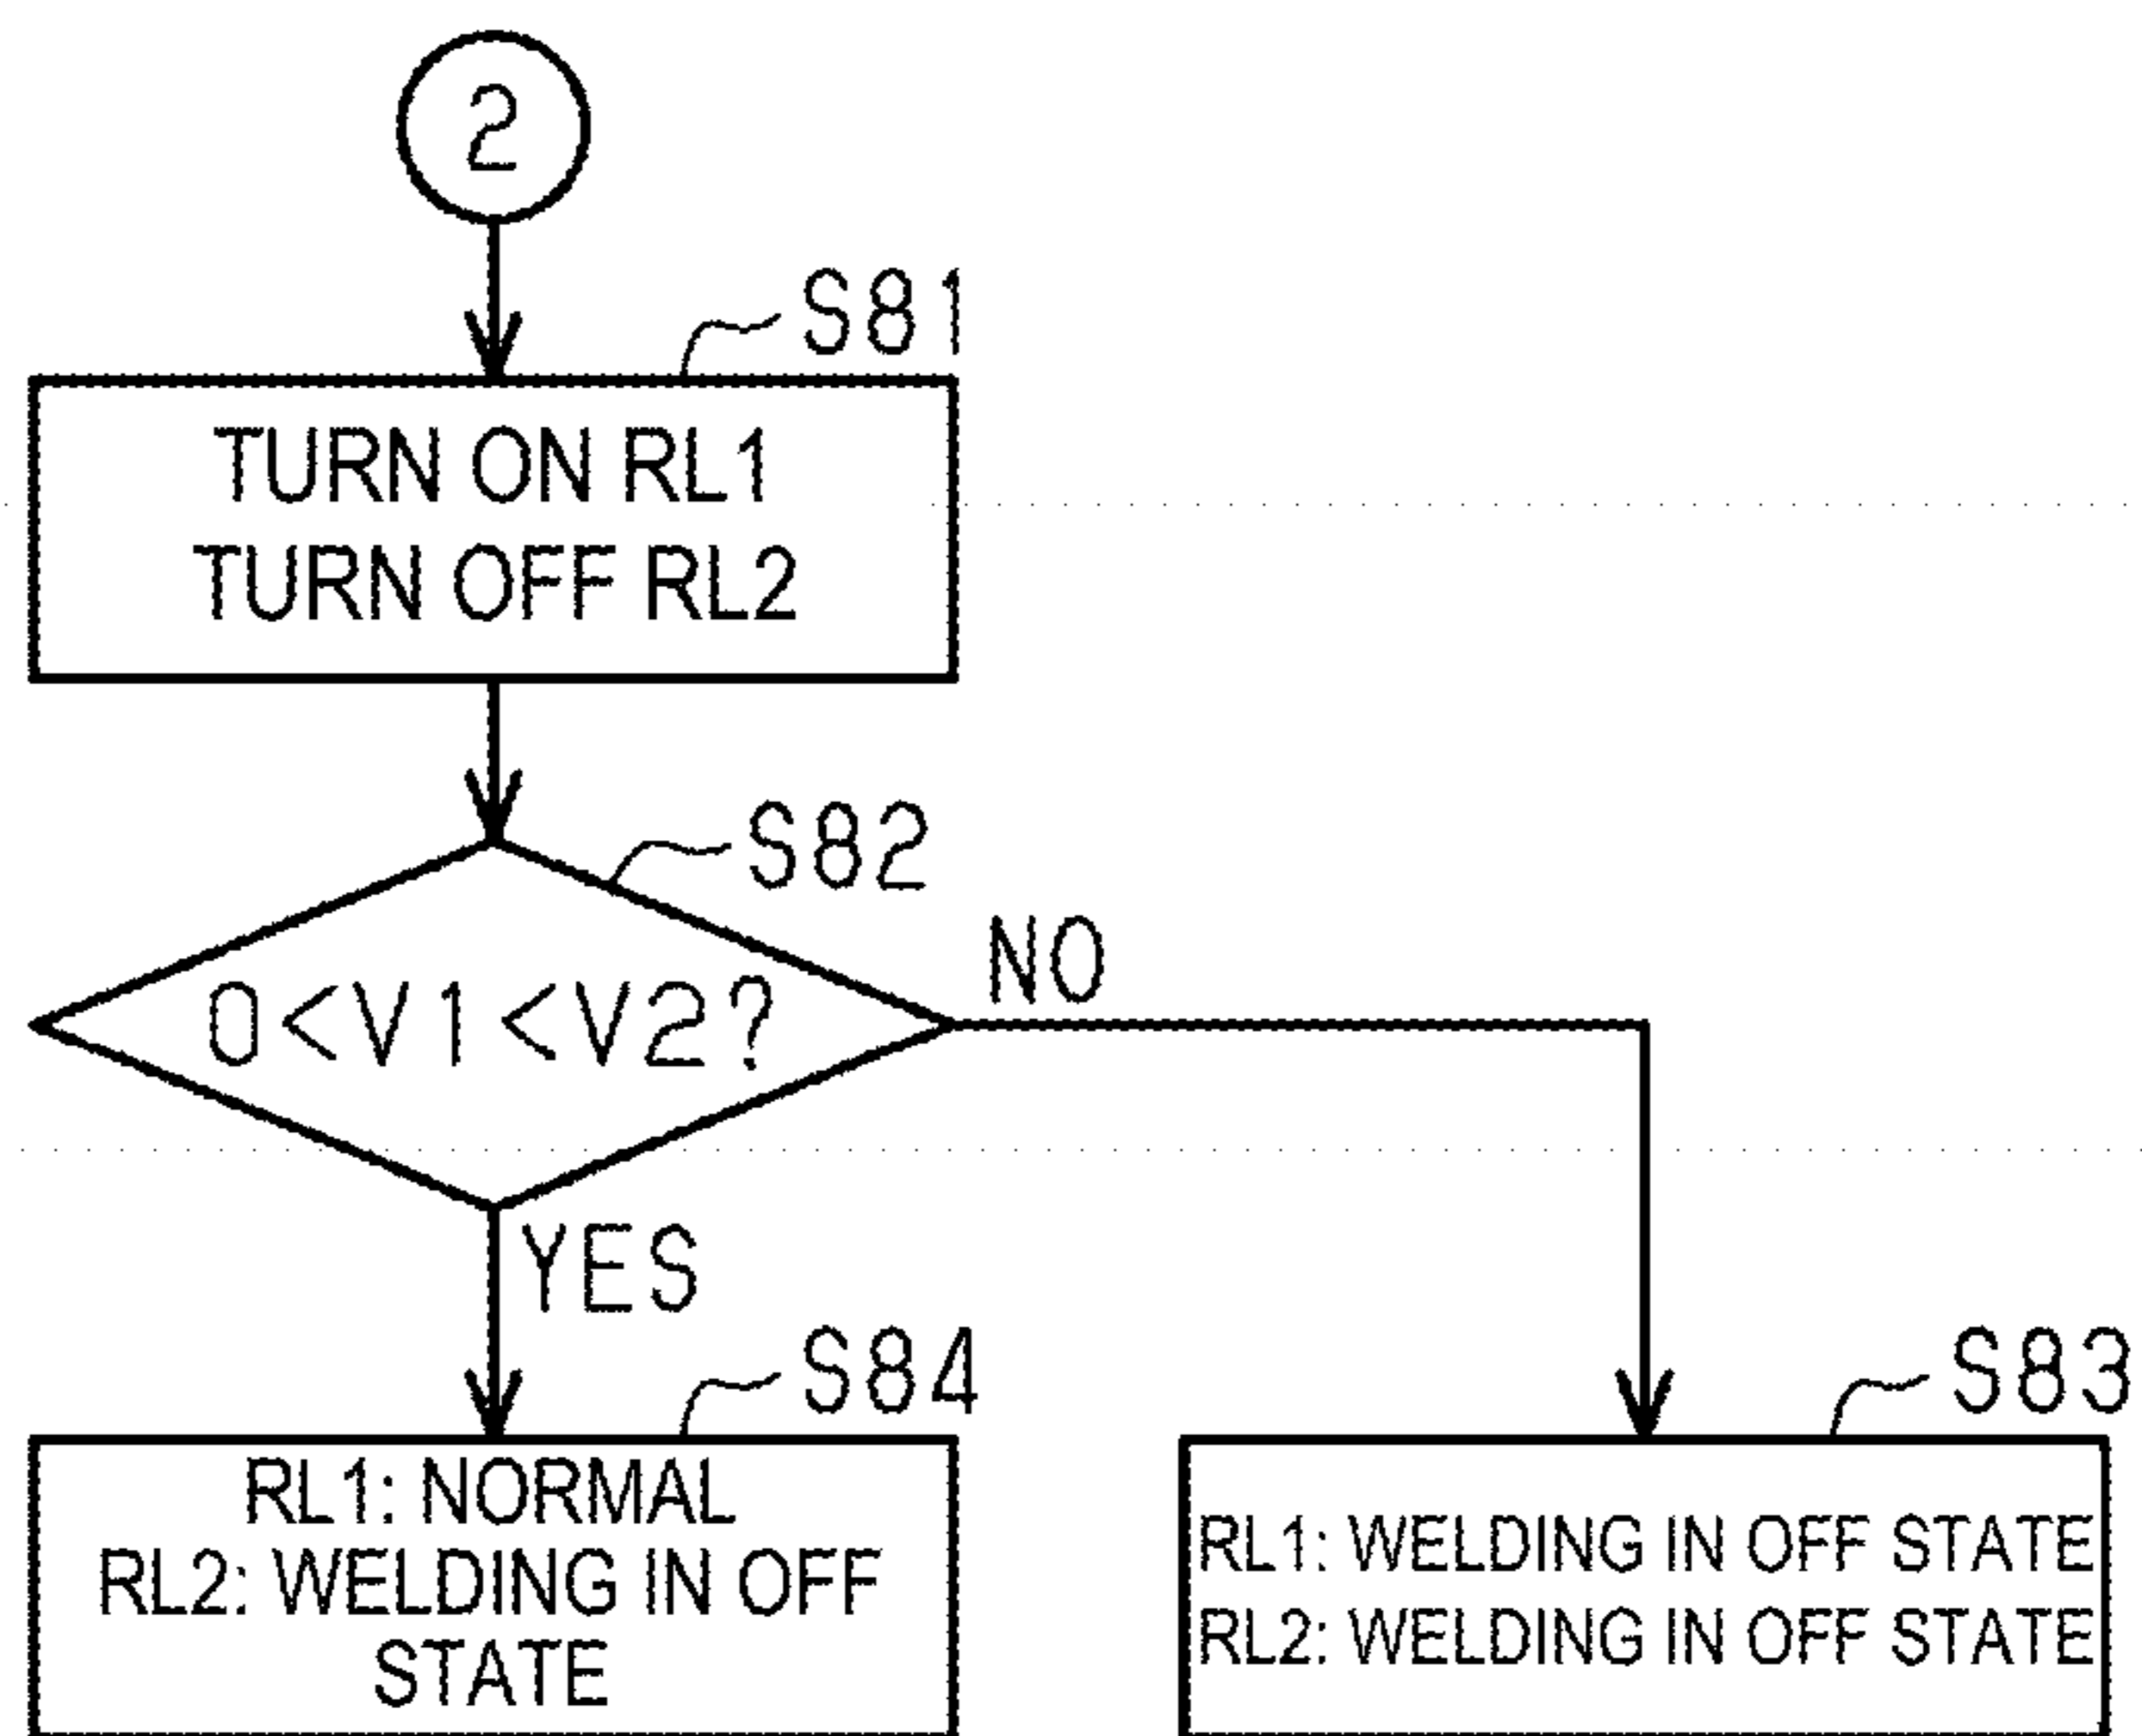 2
S81
TURN ON RL1
TURN OFF RL2
S82
0<V1<V2?
NO
YES
S84
RL1: NORMAL
RL2: WELDING IN OFF
STATE
S83
RL1: WELDING IN OFF STATE
RL2: WELDING IN OFF STATE